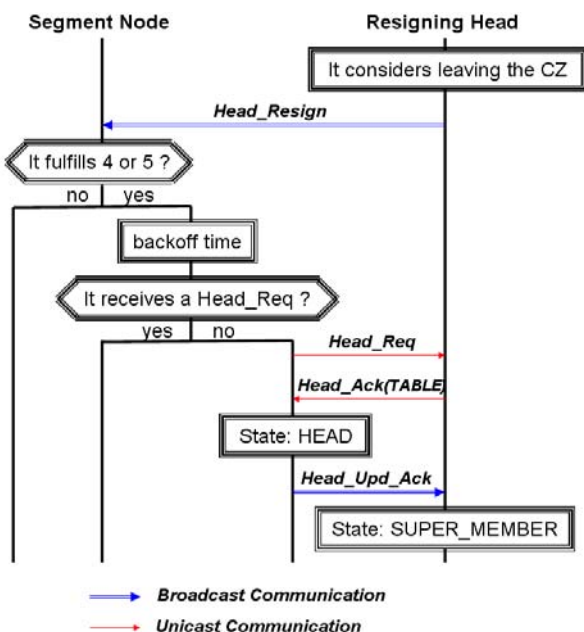 Segment Node
Resigning Head
It considers leaving the CZ
Head_Resign
It fulfills 4 or 5 ?
no yes
backoff time
It receives a Head_Req ?
yes no
Head_Req
Head_Ack(TABLE)
State: HEAD
Head_Upd_Ack
State: SUPER_MEMBER
Broadcast Communication
Unicast Communication